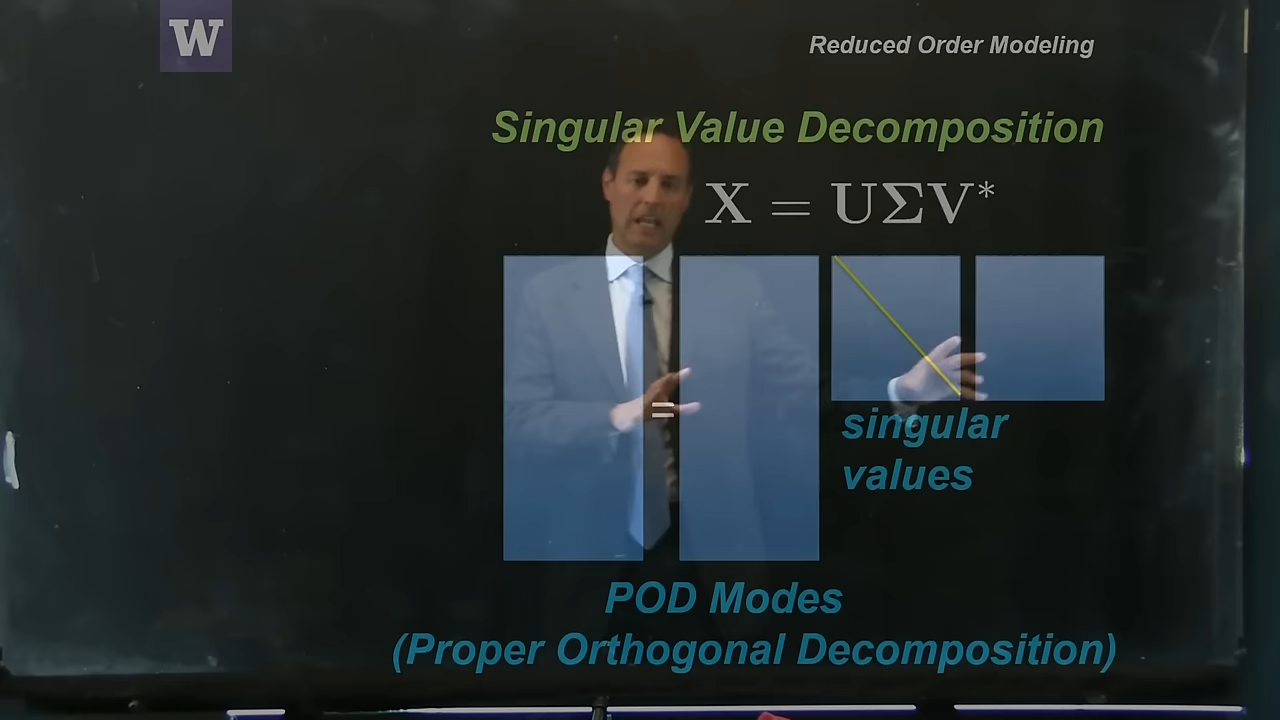 W
Reduced Order Modeling
Singular Value Decomposition
X = UΣV*
=
singular
values
POD Modes
(Proper Orthogonal Decomposition)